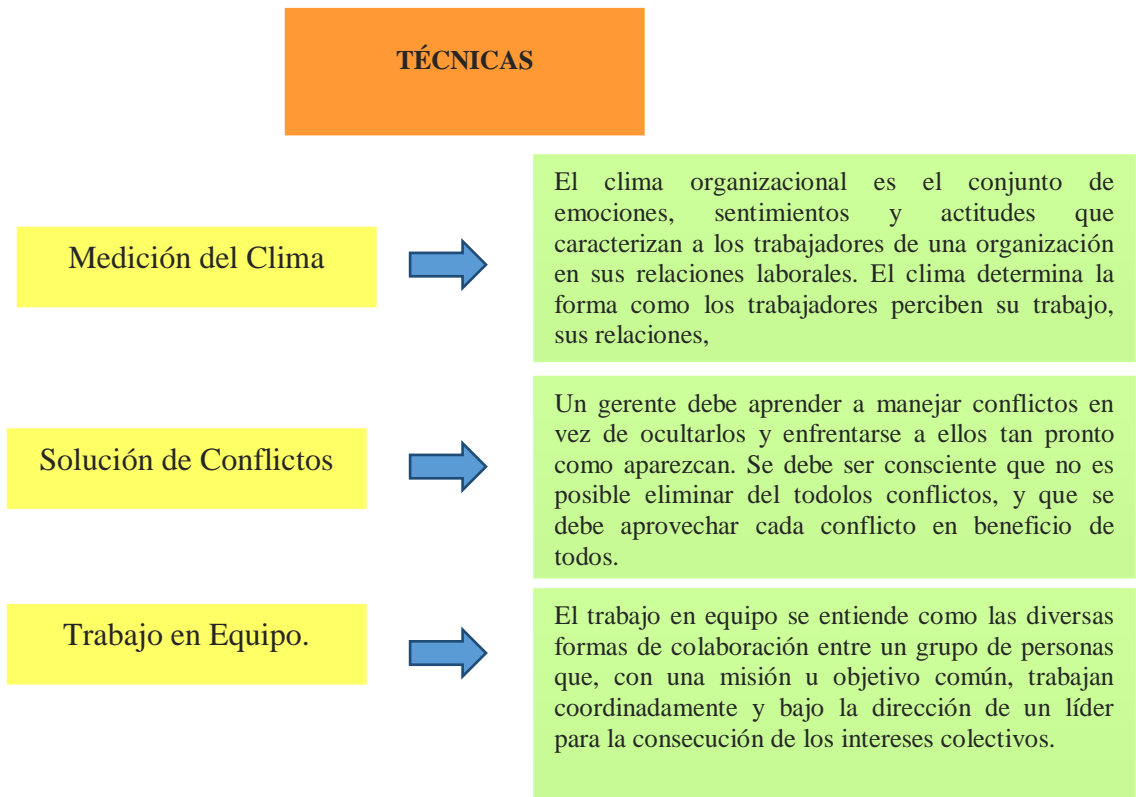 TÉCNICAS
Medición del Clima
El clima organizacional es el conjunto de
emociones, sentimientos y actitudes que
caracterizan a los trabajadores de una organización
en sus relaciones laborales. El clima determina la
forma como los trabajadores perciben su trabajo,
sus relaciones,
Solución de Conflictos
Un gerente debe aprender a manejar conflictos en
vez de ocultarlos y enfrentarse a ellos tan pronto
como aparezcan. Se debe ser consciente que no es
posible eliminar del todolos conflictos, y que se
debe aprovechar cada conflicto en beneficio de
todos.
Trabajo en Equipo.
El trabajo en equipo se entiende como las diversas
formas de colaboración entre un grupo de personas
que, con una misión u objetivo común, trabajan
coordinadamente y bajo la dirección de un líder
para la consecución de los intereses colectivos.